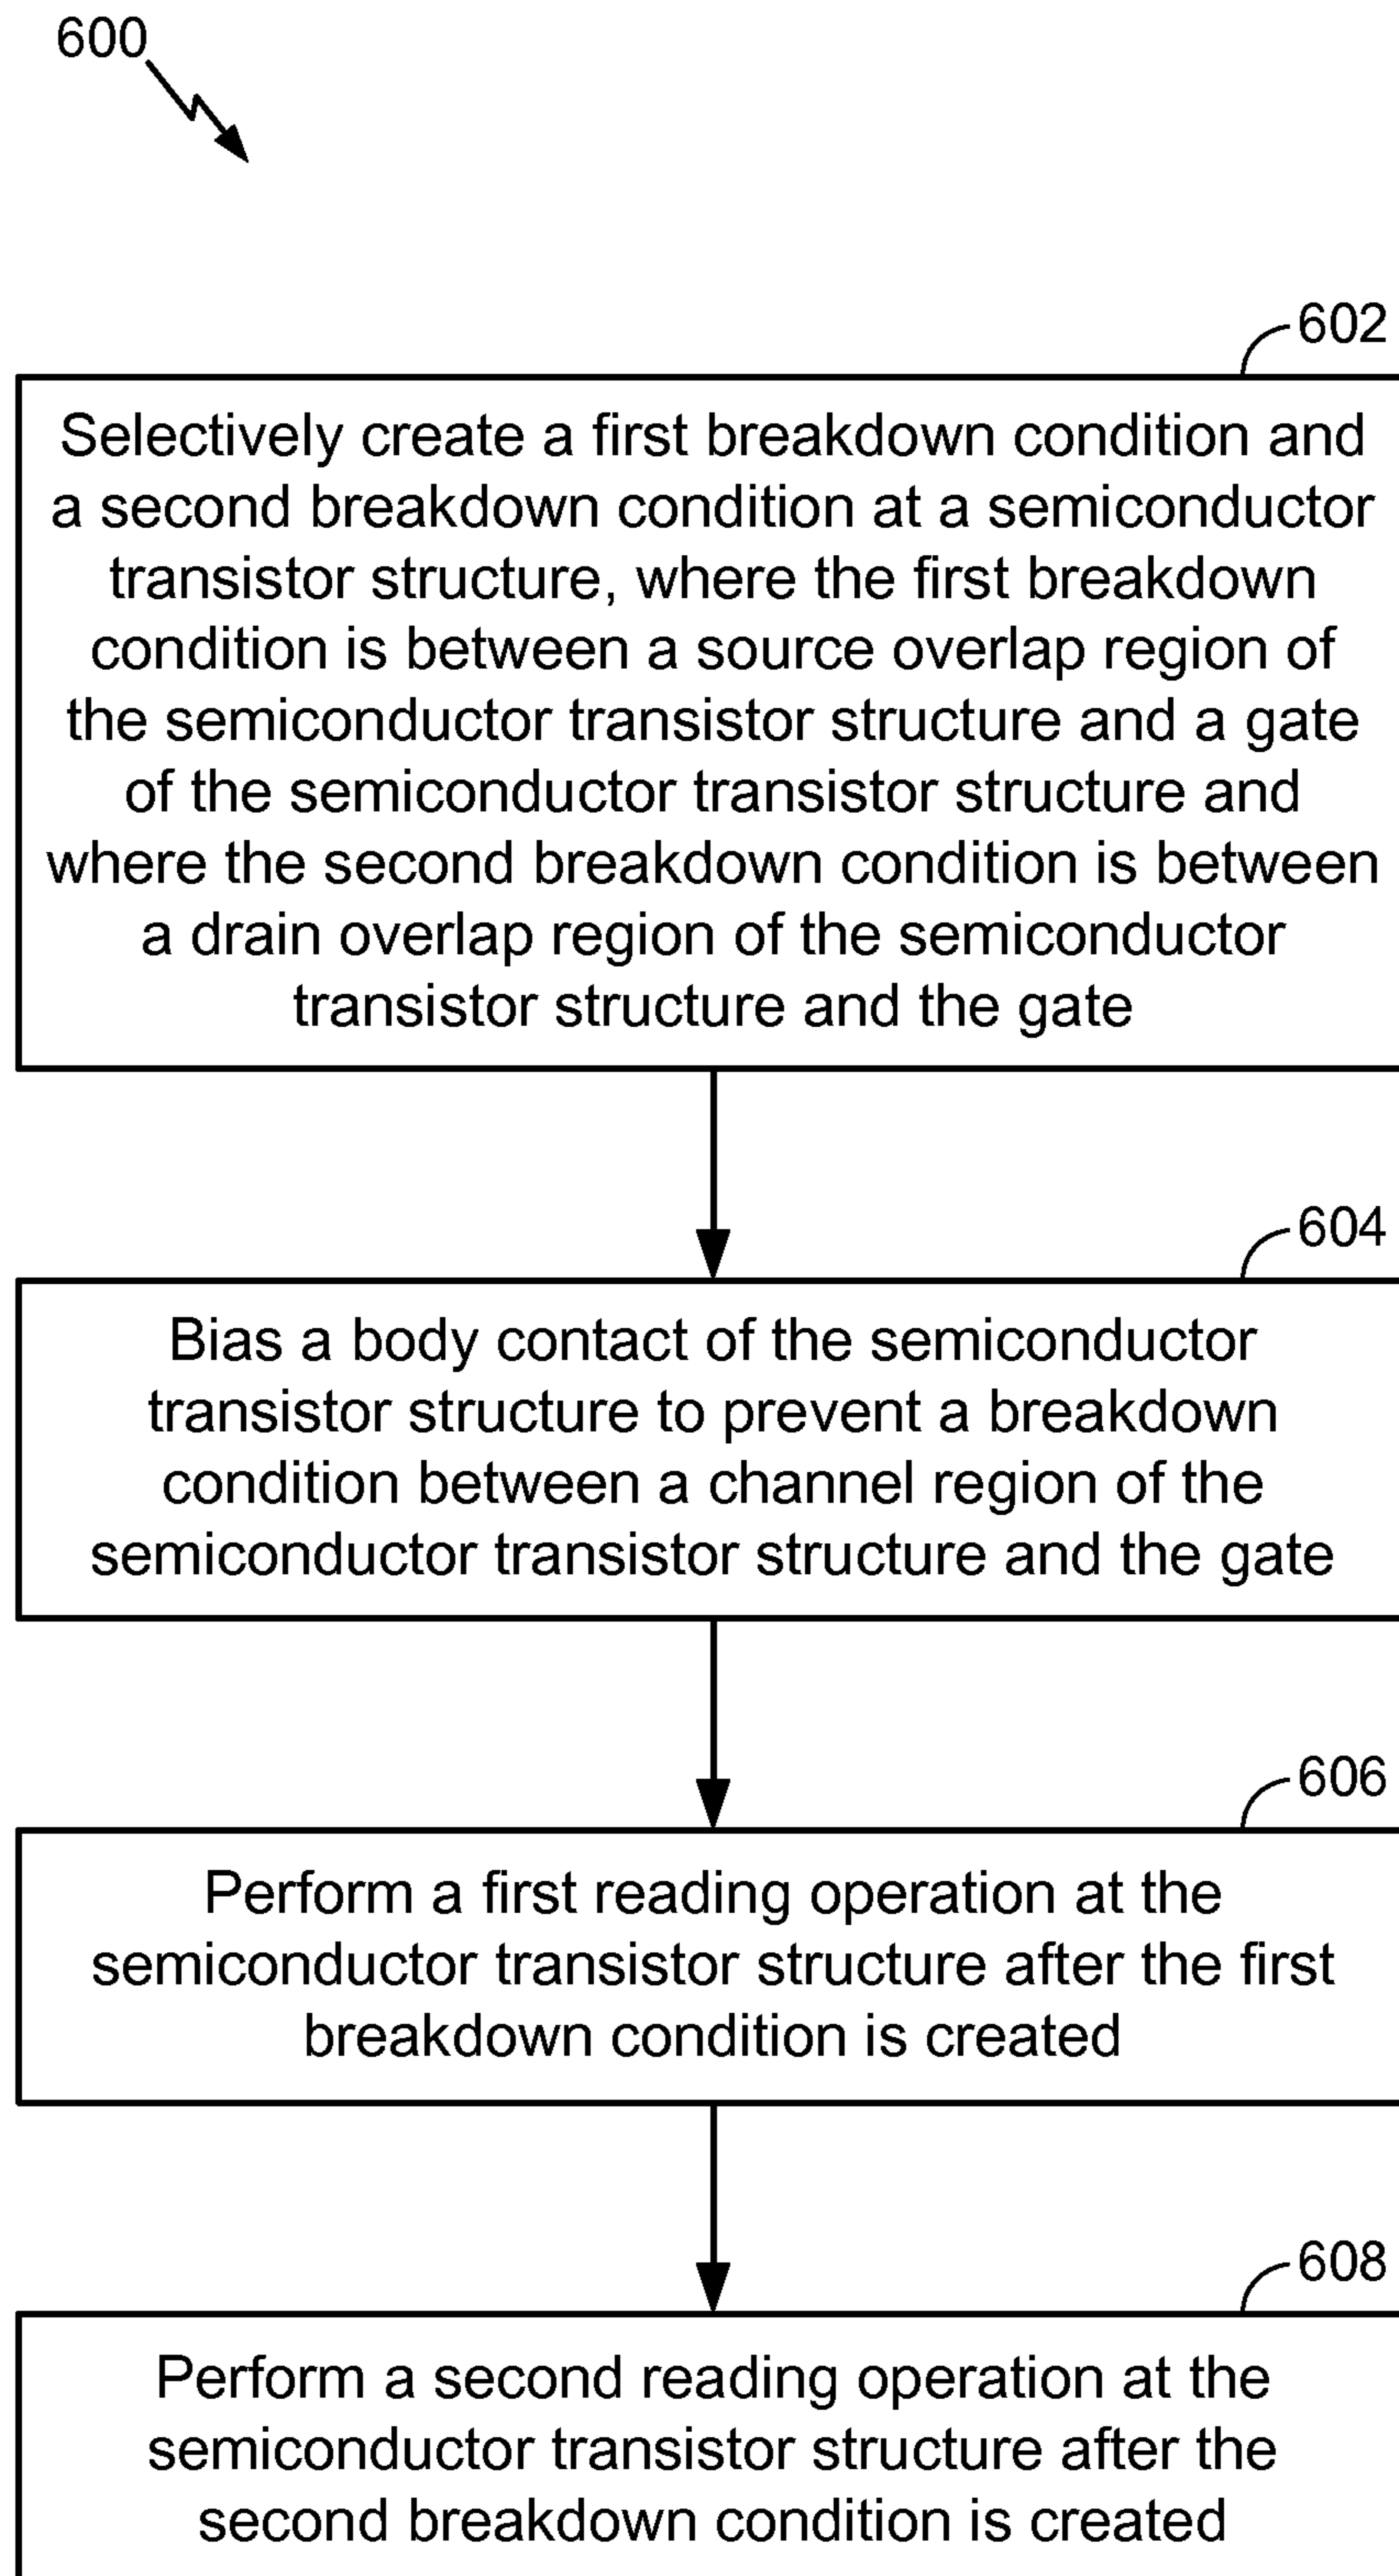 600
602
Selectively create a first breakdown condition and
a second breakdown condition at a semiconductor
transistor structure, where the first breakdown
condition is between a source overlap region of
the semiconductor transistor structure and a gate
of the semiconductor transistor structure and
where the second breakdown condition is between
a drain overlap region of the semiconductor
transistor structure and the gate
604
Bias a body contact of the semiconductor
transistor structure to prevent a breakdown
condition between a channel region of the
semiconductor transistor structure and the gate
606
Perform a first reading operation at the
semiconductor transistor structure after the first
breakdown condition is created
608
Perform a second reading operation at the
semiconductor transistor structure after the
second breakdown condition is created